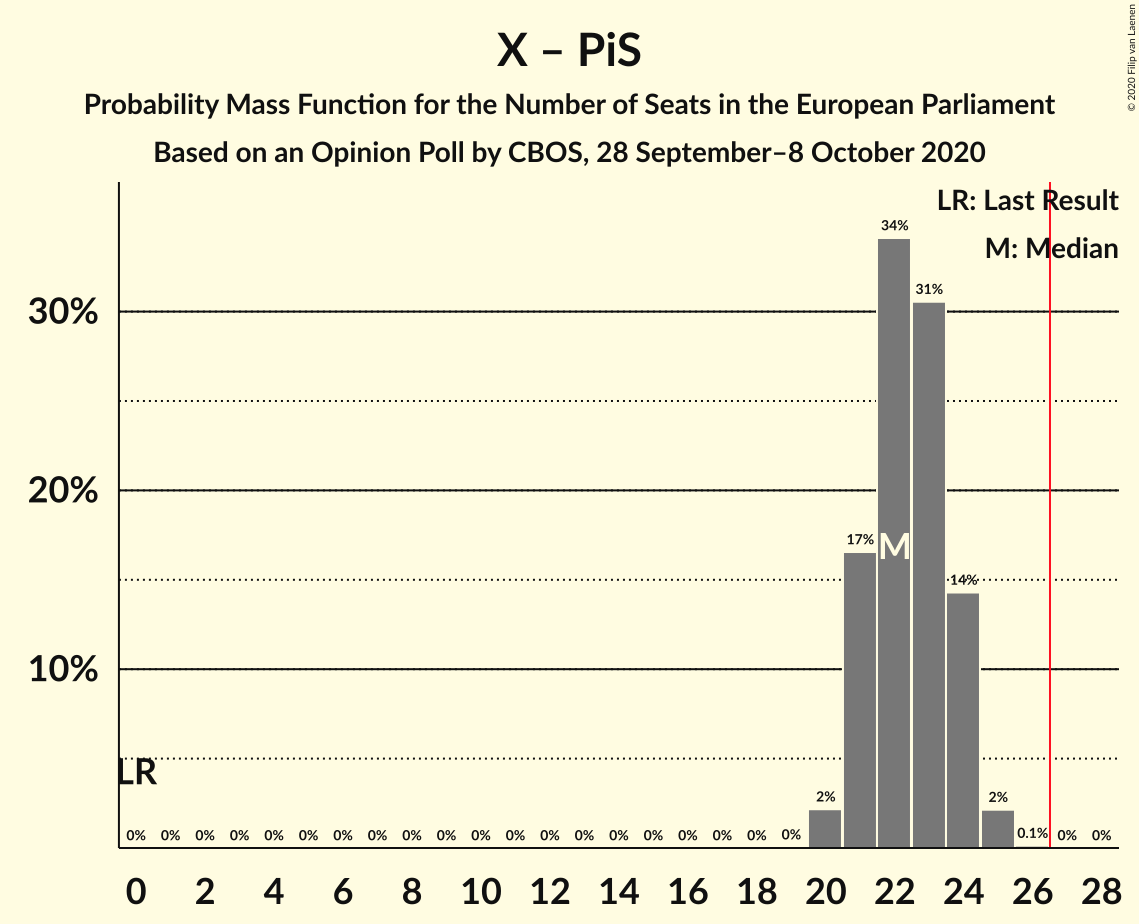 © 2020 Filip van Laenen
X – PiS
Probability Mass Function for the Number of Seats in the European Parliament
Based on an Opinion Poll by CBOS, 28 September–8 October 2020
LR: Last Result
M: Median
34%
31%
30%
20%
17%
M
14%
10%
LR
2%
2%
0% 0% 0% 0% 0% 0% 0% 0% 0% 0% 0% 0% 0% 0% 0% 0% 0% 0% 0% 0% 0.1% 0% 0%
0 2 4 6 8 10 12 14 16 18 20 22 24 26 28